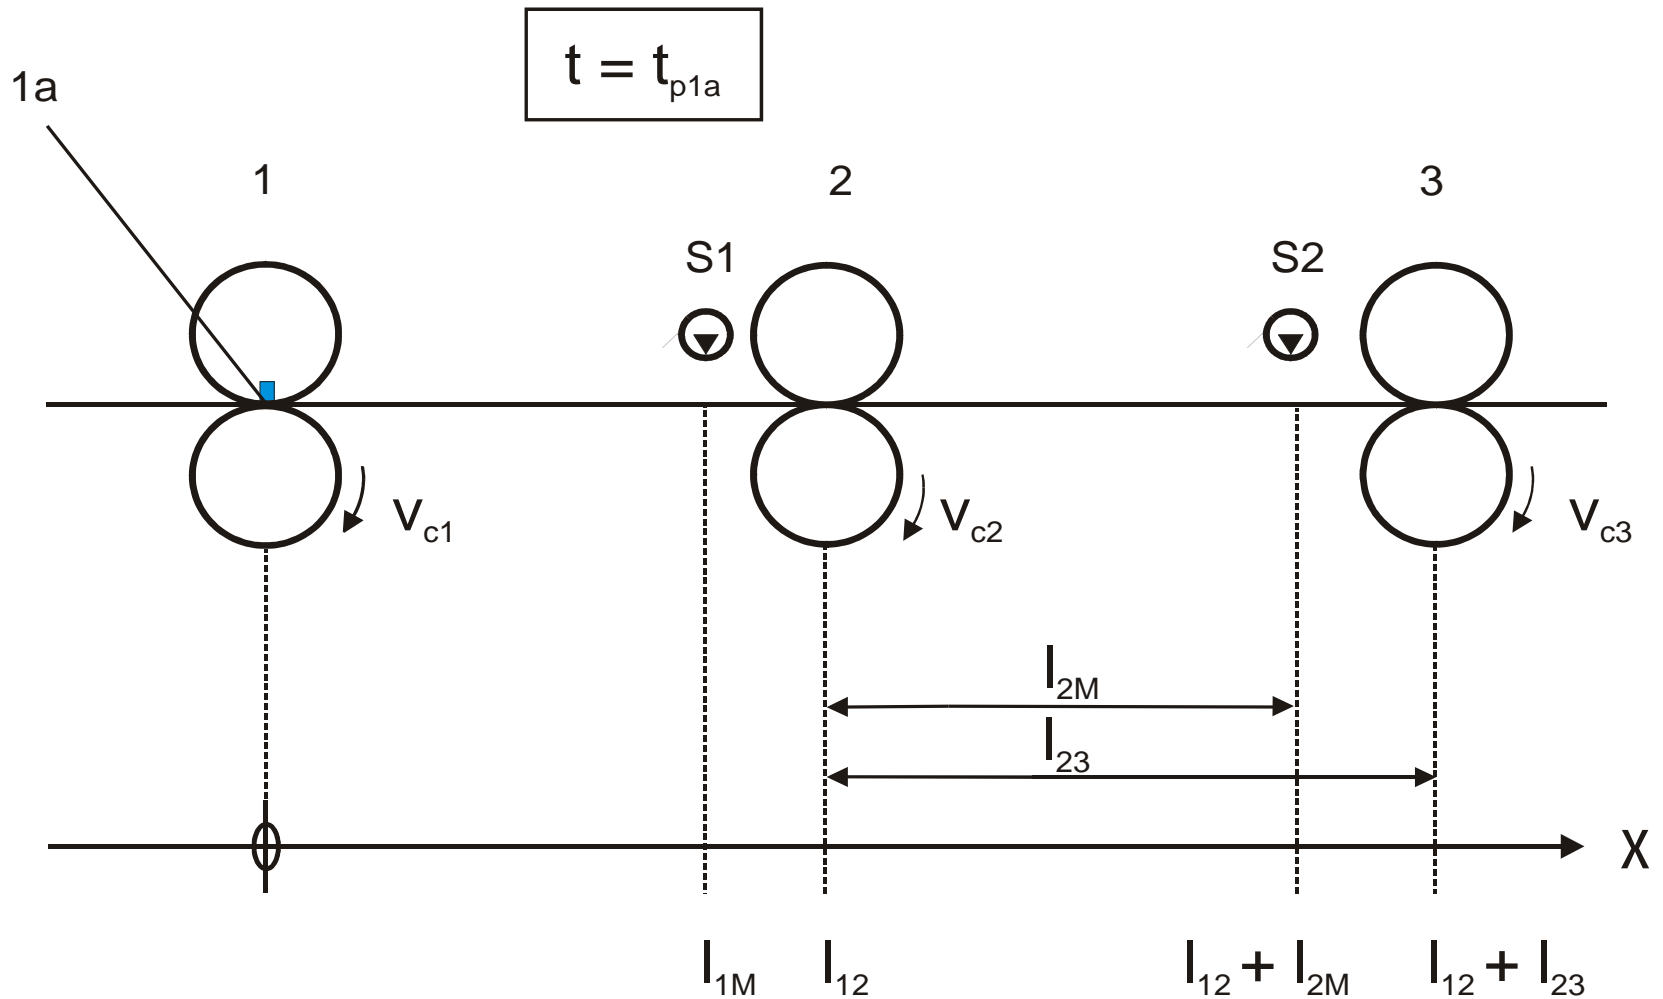 t = tp1a
1a
1 2 3
S1 S2
vc1 vc2 vc3
l2M
l23
x
l1M l12 l12 + l2M l12 + l23